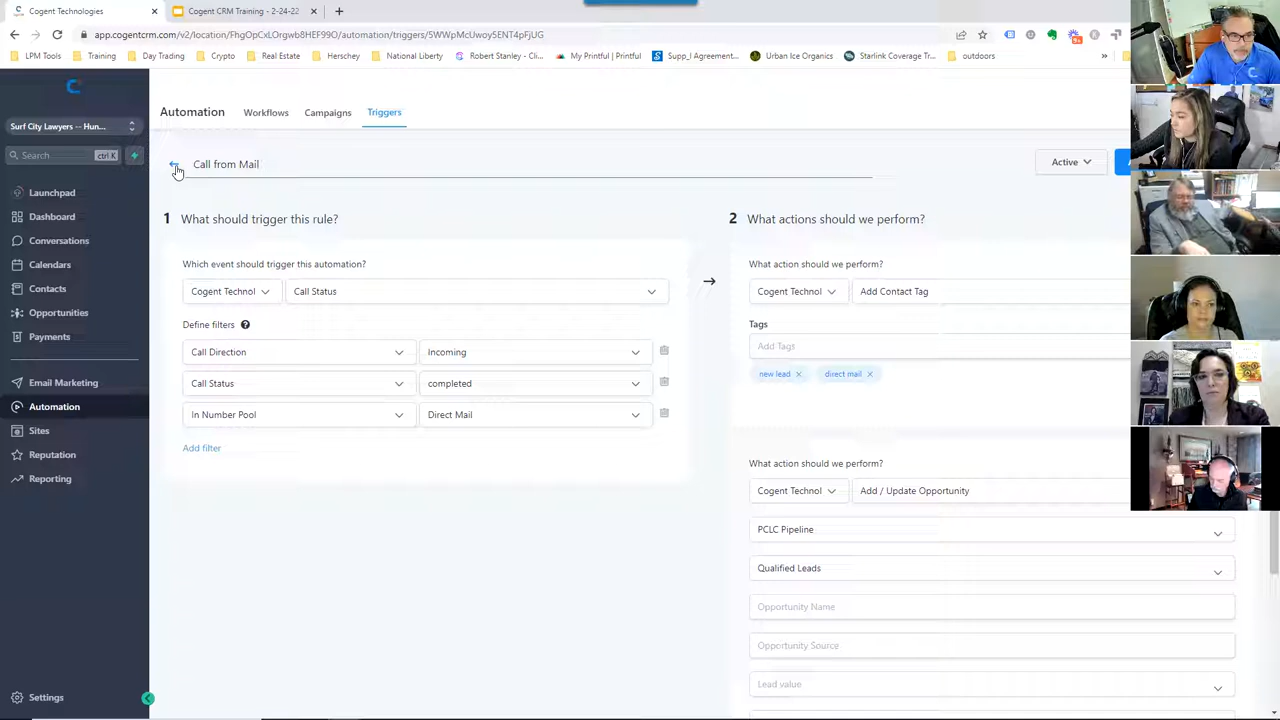 Cogent Technologies
Cogent CRM Training - 2-24-22
app.cogentcrm.com/v2/location/FhgOpCxLOrgwb8HEF99O/automation/triggers/5WWpMcUwoy5ENT4pFjUG
LPM Tools
Training
Day Trading
Crypto
Real Estate
Herschey
National Liberty
Robert Stanley - Cli...
My Printful | Printful
Supp_I Agreement...
Urban Ice Organics
Starlink Coverage Tr...
outdoors
Surf City Lawyers -- Hun...
Search
ctrl K
Launchpad
Dashboard
Conversations
Calendars
Contacts
Opportunities
Payments
Email Marketing
Automation
Sites
Reputation
Reporting
Settings
Automation
Workflows
Campaigns
Triggers
Call from Mail
Active
1 What should trigger this rule?
Which event should trigger this automation?
Cogent Technol
Call Status
Define filters
Call Direction
Incoming
Call Status
completed
In Number Pool
Direct Mail
Add filter
2 What actions should we perform?
What action should we perform?
Cogent Technol
Add Contact Tag
Tags
Add Tags
new lead
direct mail
What action should we perform?
Cogent Technol
Add / Update Opportunity
PCLC Pipeline
Qualified Leads
Opportunity Name
Opportunity Source
Lead value